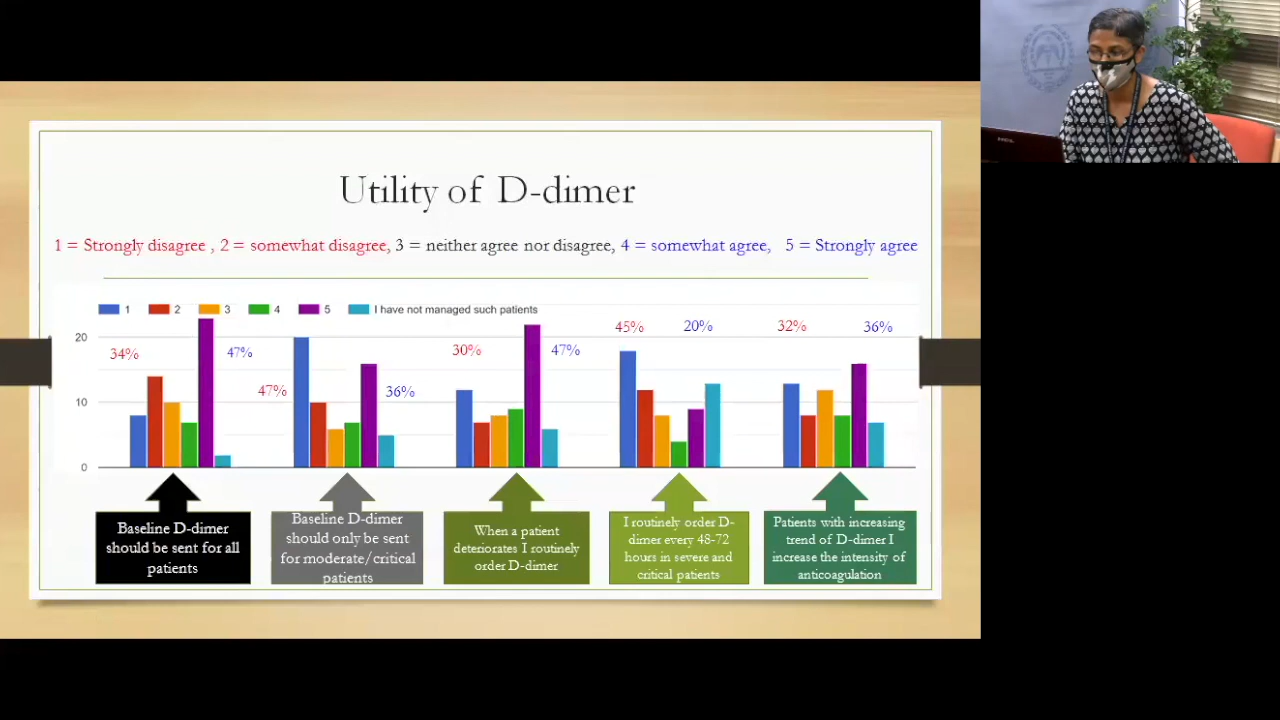 Utility of D-dimer
1 = Strongly disagree , 2 = somewhat disagree, 3 = neither agree nor disagree, 4 = somewhat agree, 5 = Strongly agree
1 2 3 4 5 I have not managed such patients
20
10
0
34% 47%
47% 36%
30% 47%
45% 20%
32% 36%
Baseline D-dimer
should be sent for all
patients
Baseline D-dimer
should only be sent
for moderate/critical
patients
When a patient
deteriorates I routinely
order D-dimer
I routinely order D-
dimer every 48-72
hours in severe and
critical patients
Patients with increasing
trend of D-dimer I
increase the intensity of
anticoagulation